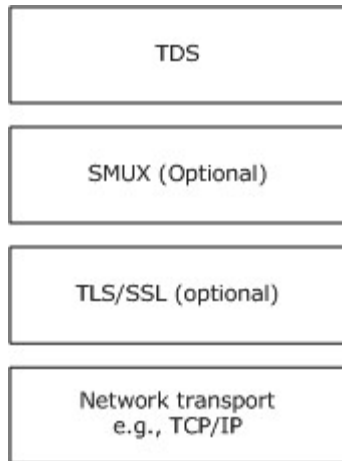 TDS
SMUX (Optional)
TLS/SSL (optional)
Network transport
e.g., TCP/IP